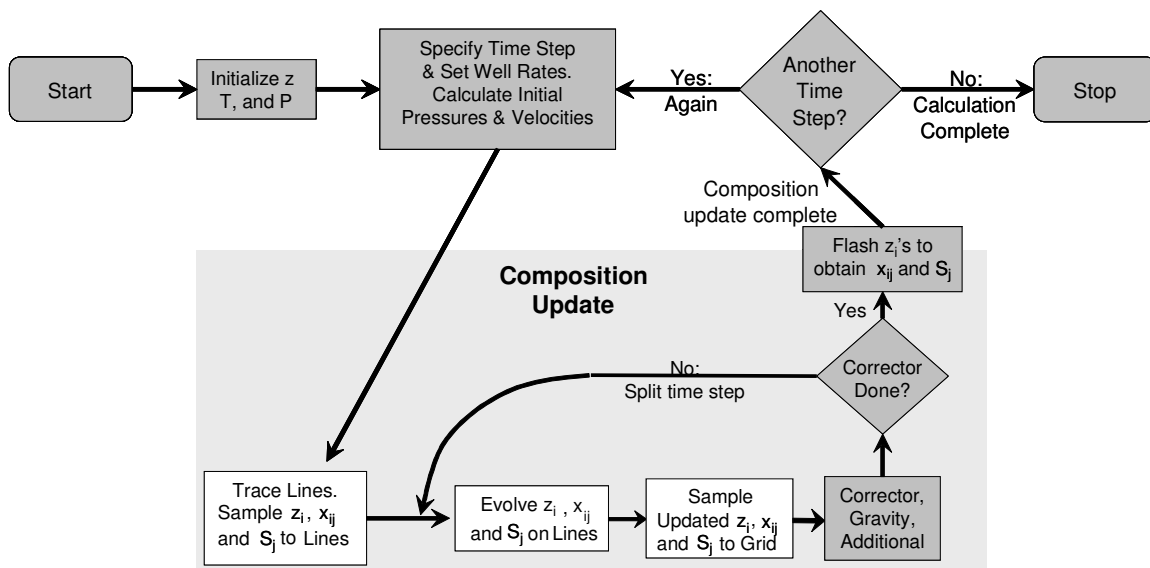 Start
Initialize z
T, and P
Specify Time Step
& Set Well Rates.
Calculate Initial
Pressures & Velocities
Yes:
Again
Another
Time
Step?
No:
Calculation
Complete
Stop
Composition
update complete
Flash zi's to
obtain xij and Sj
Composition
Update
Yes
Corrector
Done?
No:
Split time step
Trace Lines.
Sample zi, xij
and Sj to Lines
Evolve zi , xij
and Sj on Lines
Sample
Updated zi, xij
and Sj to Grid
Corrector,
Gravity,
Additional